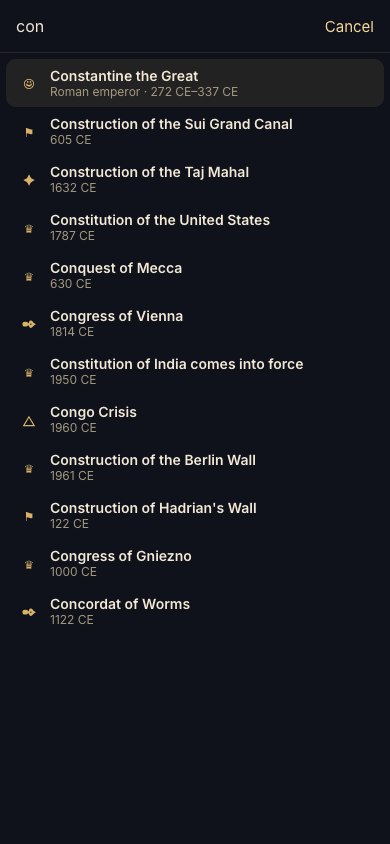 con
Cancel
Constantine the Great
Roman emperor · 272 CE–337 CE
Construction of the Sui Grand Canal
605 CE
Construction of the Taj Mahal
1632 CE
Constitution of the United States
1787 CE
Conquest of Mecca
630 CE
Congress of Vienna
1814 CE
Constitution of India comes into force
1950 CE
Congo Crisis
1960 CE
Construction of the Berlin Wall
1961 CE
Construction of Hadrian's Wall
122 CE
Congress of Gniezno
1000 CE
Concordat of Worms
1122 CE